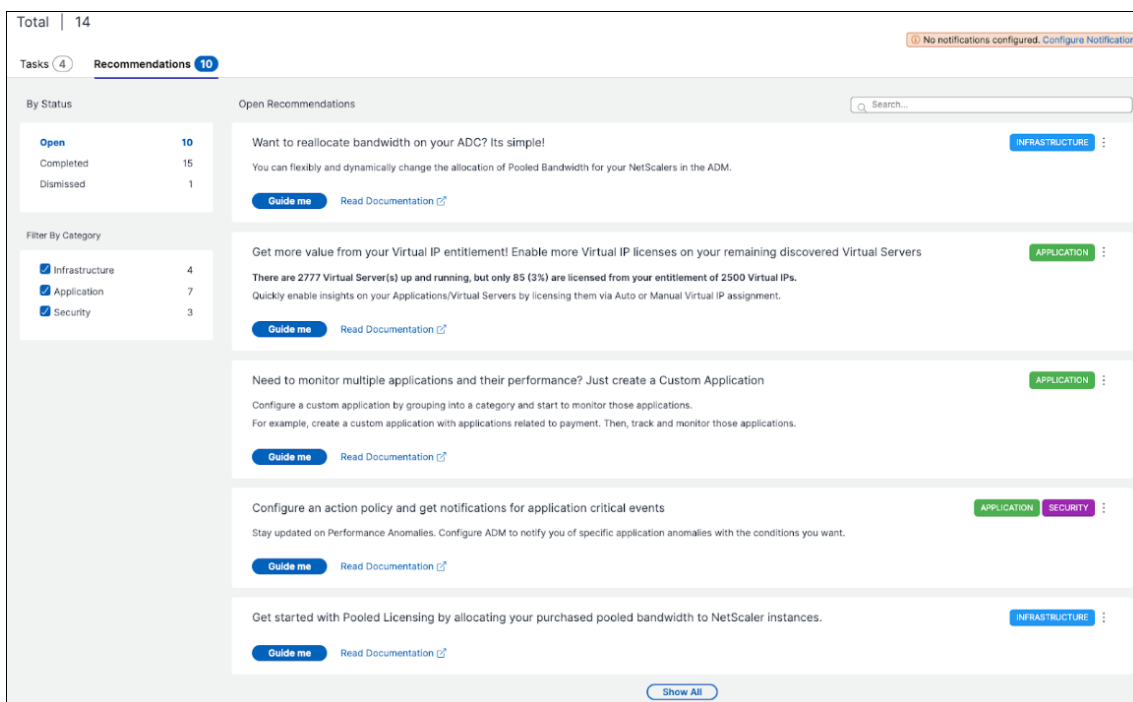 Total | 14
No notifications configured. Configure Notification
Tasks 4 Recommendations 10
By Status
Open 10
Completed 15
Dismissed 1
Filter By Category
Infrastructure 4
Application 7
Security 3
Open Recommendations
Search...
Want to reallocate bandwidth on your ADC? Its simple!
INFRASTRUCTURE
You can flexibly and dynamically change the allocation of Pooled Bandwidth for your NetScalers in the ADM.
Guide me Read Documentation
Get more value from your Virtual IP entitlement! Enable more Virtual IP licenses on your remaining discovered Virtual Servers
APPLICATION
There are 2777 Virtual Server(s) up and running, but only 85 (3%) are licensed from your entitlement of 2500 Virtual IPs.
Quickly enable insights on your Applications/Virtual Servers by licensing them via Auto or Manual Virtual IP assignment.
Guide me Read Documentation
Need to monitor multiple applications and their performance? Just create a Custom Application
APPLICATION
Configure a custom application by grouping into a category and start to monitor those applications.
For example, create a custom application with applications related to payment. Then, track and monitor those applications.
Guide me Read Documentation
Configure an action policy and get notifications for application critical events
APPLICATION SECURITY
Stay updated on Performance Anomalies. Configure ADM to notify you of specific application anomalies with the conditions you want.
Guide me Read Documentation
Get started with Pooled Licensing by allocating your purchased pooled bandwidth to NetScaler instances.
INFRASTRUCTURE
Guide me Read Documentation
Show All